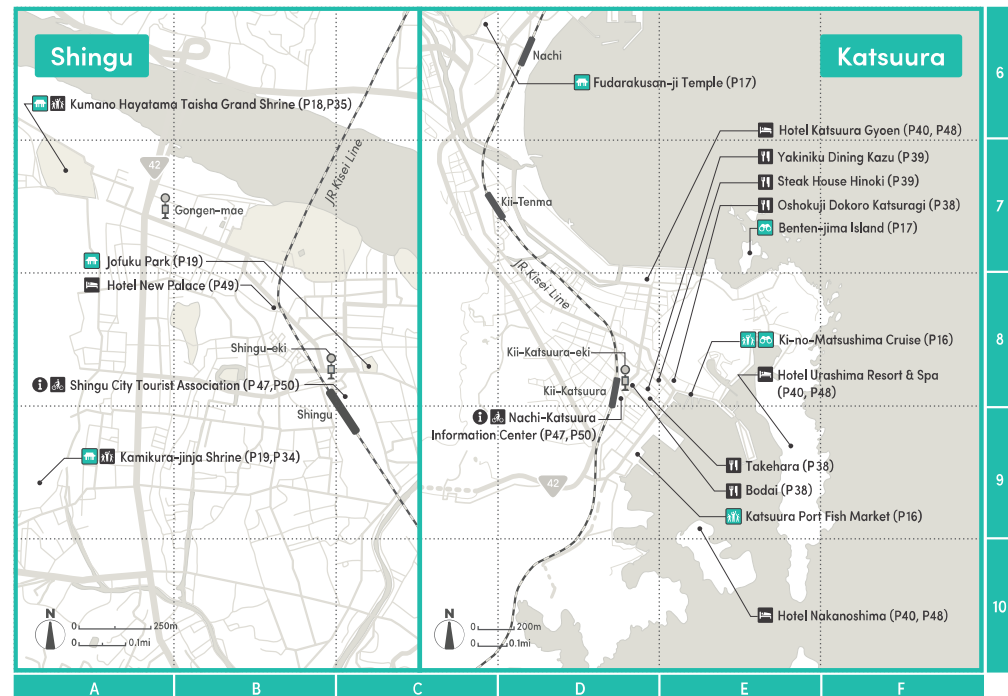 Shingu
Kumano Hayatama Taisha Grand Shrine (P18,P35)
42
Gongen-mae
JR Kisei Line
Jofuku Park (P19)
Hotel New Palace (P49)
Shingu-eki
Shingu City Tourist Association (P47,P50)
Shingu
Kamikura-jinja Shrine (P19,P34)
N
0 250m
0 0.1mi
Katsuura
Nachi
Fudarakusan-ji Temple (P17)
Hotel Katsuura Gyoen (P40, P48)
Yakiniku Dining Kazu (P39)
Steak House Hinoki (P39)
Oshokuji Dokoro Katsuragi (P38)
Benten-jima Island (P17)
Kii-Tenma
JR Kisei Line
Kii-Katsuura-eki
Ki-no-Matsushima Cruise (P16)
Hotel Urashima Resort & Spa
(P40, P48)
Kii-Katsuura
Nachi-Katsuura
Information Center (P47, P50)
Takehara (P38)
Bodai (P38)
42
Katsuura Port Fish Market (P16)
Hotel Nakanoshima (P40, P48)
N
0 200m
0 0.1mi
6
7
8
9
10
A B C D E F